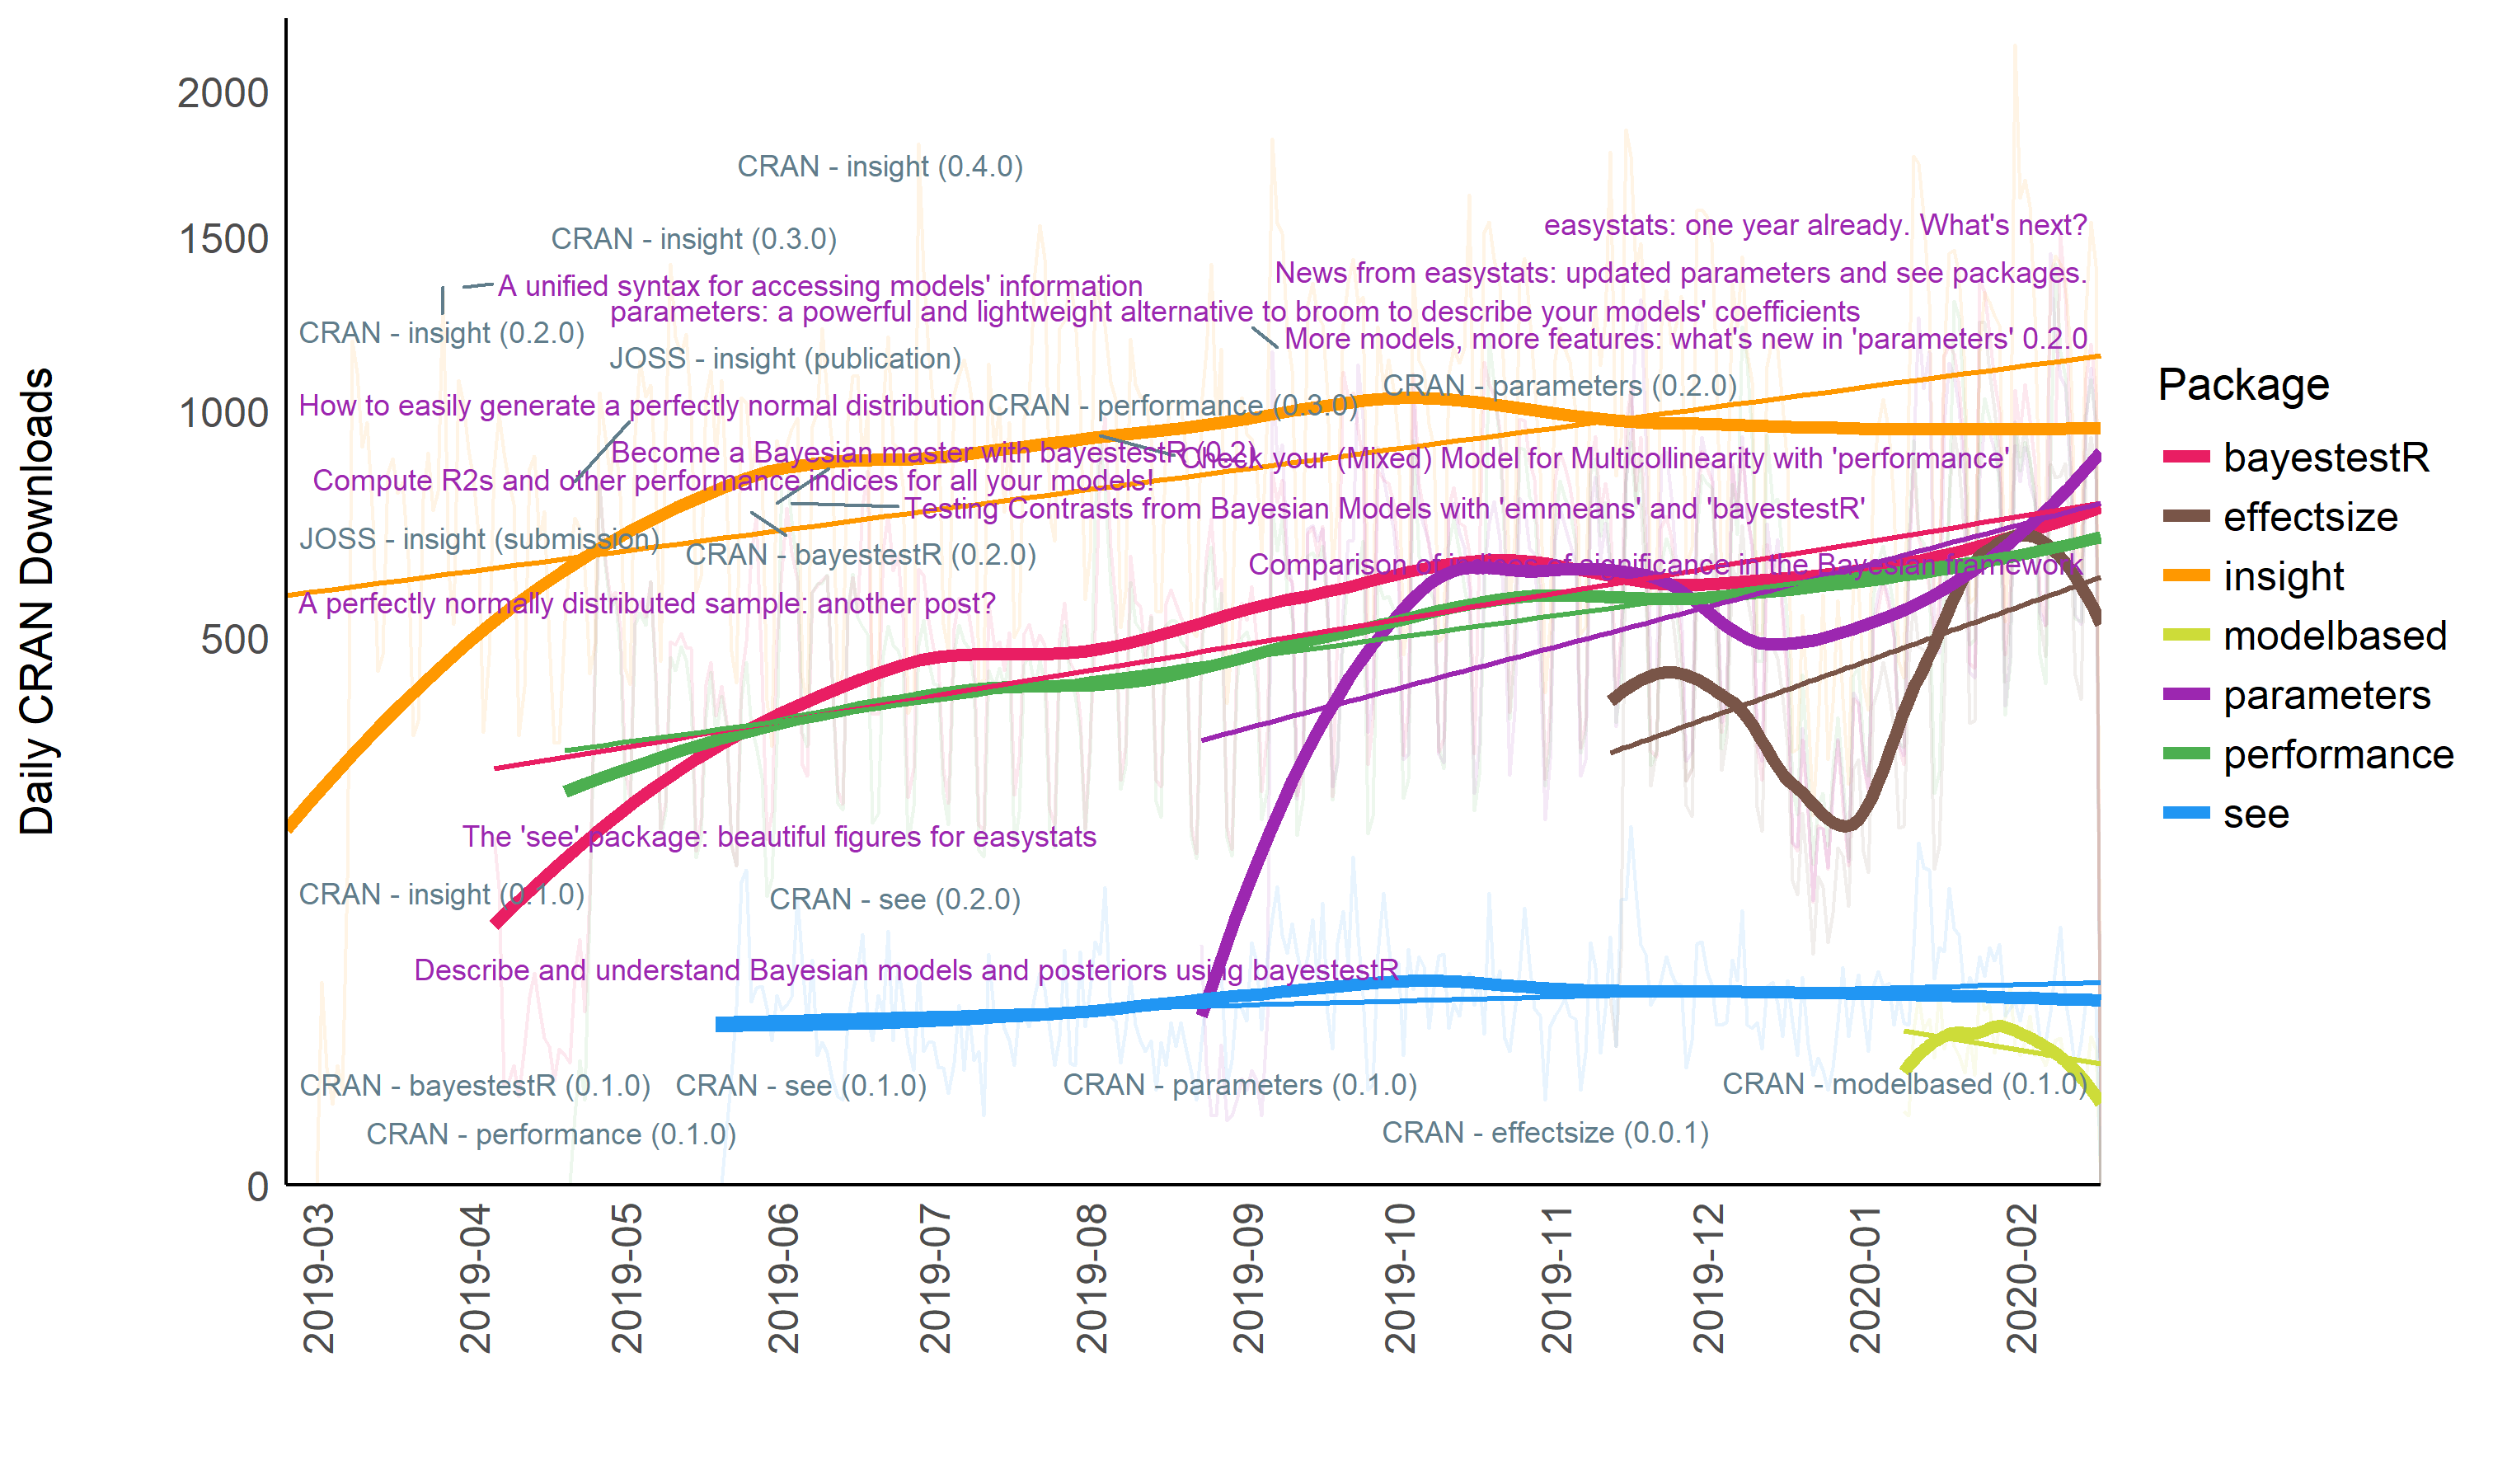 2000
CRAN - insight (0.4.0)
easystats: one year already. What's next?
1500
CRAN - insight (0.3.0)
News from easystats: updated parameters and see packages.
A unified syntax for accessing models' information
parameters: a powerful and lightweight alternative to broom to describe your models' coefficients
CRAN - insight (0.2.0)
More models, more features: what's new in 'parameters' 0.2.0
JOSS - insight (publication)
CRAN - parameters (0.2.0)
1000
How to easily generate a perfectly normal distribution
CRAN - performance (0.3.0)
Become a Bayesian master with bayestestR (0.2)
Check your (Mixed) Model for Multicollinearity with 'performance'
Compute R2s and other performance indices for all your models!
Testing Contrasts from Bayesian Models with 'emmeans' and 'bayestestR'
JOSS - insight (submission)
CRAN - bayestestR (0.2.0)
Comparison of indices of significance in the Bayesian framework
A perfectly normally distributed sample: another post?
500
The 'see' package: beautiful figures for easystats
CRAN - insight (0.1.0)
CRAN - see (0.2.0)
Describe and understand Bayesian models and posteriors using bayestestR
CRAN - bayestestR (0.1.0)
CRAN - see (0.1.0)
CRAN - parameters (0.1.0)
CRAN - modelbased (0.1.0)
CRAN - performance (0.1.0)
CRAN - effectsize (0.0.1)
0
Daily CRAN Downloads
2019-03
2019-04
2019-05
2019-06
2019-07
2019-08
2019-09
2019-10
2019-11
2019-12
2020-01
2020-02
Package
bayestestR
effectsize
insight
modelbased
parameters
performance
see